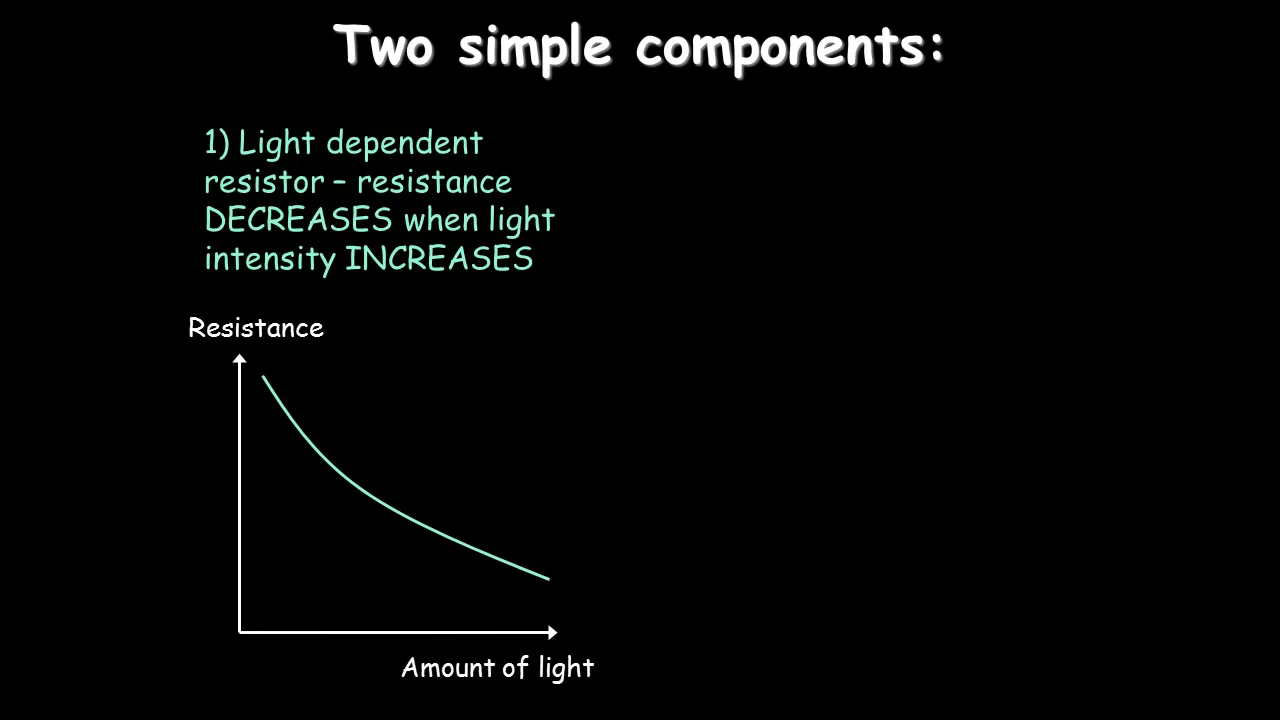 Two simple components:
1) Light dependent
resistor – resistance
DECREASES when light
intensity INCREASES
Resistance
Amount of light